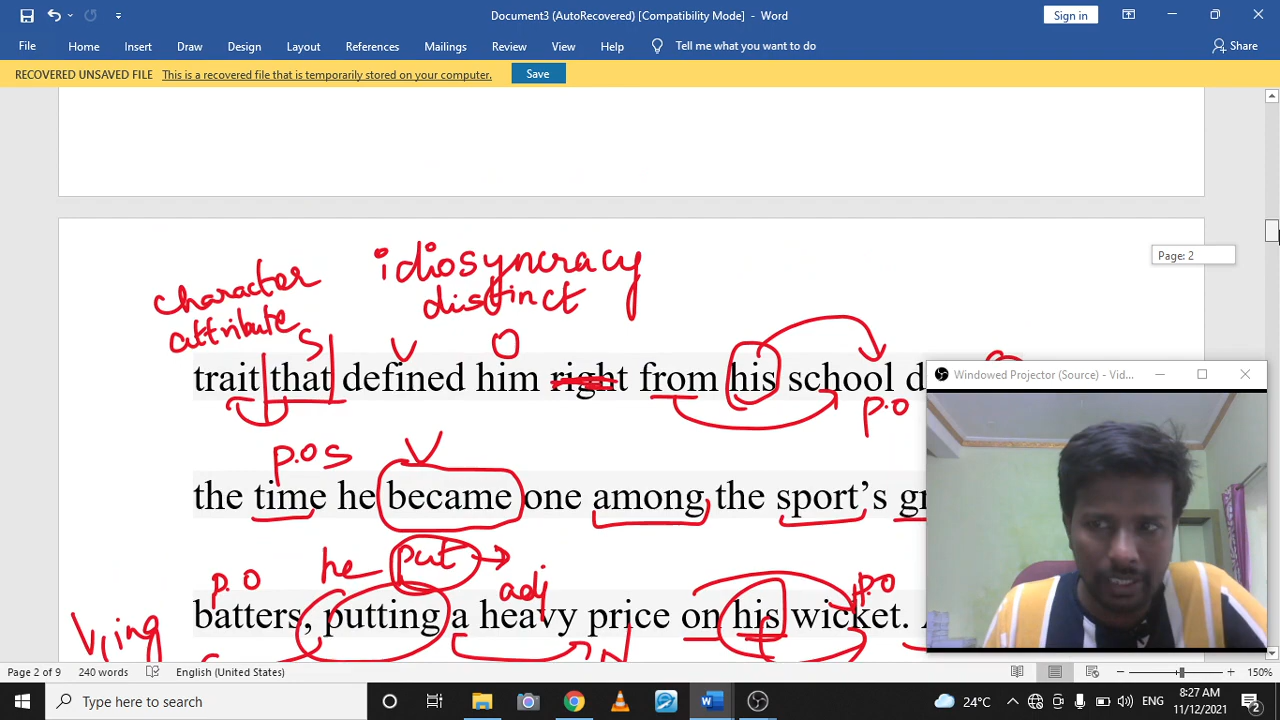 Document3 (AutoRecovered) [Compatibility Mode] - Word
Sign in
File Home Insert Draw Design Layout References Mailings Review View Help Tell me what you want to do Share
RECOVERED UNSAVED FILE This is a recovered file that is temporarily stored on your computer. Save
Page: 2
idiosyncracy
character
distinct
attribute S V O
trait that defined him right from his school d
Windowed Projector (Source) - Vid...
p.o
p.o s V
the time he became one among the sport's gr
he put
p.o adj p.o
batters, putting a heavy price on his wicket.
Ving N
Page 2 of 9 240 words English (United States) 150%
Type here to search
24°C ENG
8:27 AM
11/12/2021
2